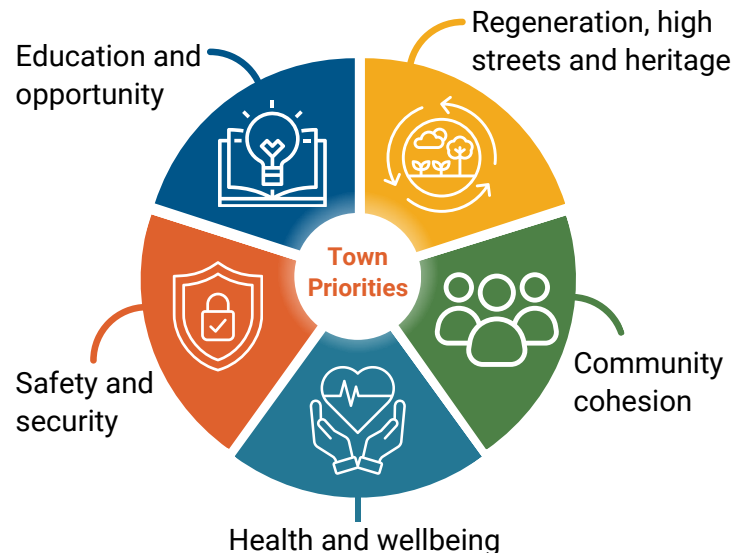 Education and
opportunity
Regeneration, high
streets and heritage
Town
Priorities
Safety and
security
Community
cohesion
Health and wellbeing